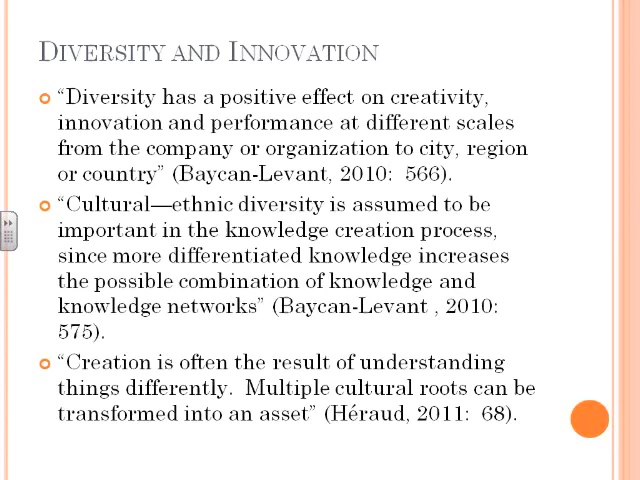 DIVERSITY AND INNOVATION
“Diversity has a positive effect on creativity,
innovation and performance at different scales
from the company or organization to city, region
or country” (Baycan-Levant, 2010:  566).
“Cultural—ethnic diversity is assumed to be
important in the knowledge creation process,
since more differentiated knowledge increases
the possible combination of knowledge and
knowledge networks” (Baycan-Levant , 2010:
575).
“Creation is often the result of understanding
things differently.  Multiple cultural roots can be
transformed into an asset” (Héraud, 2011:  68).